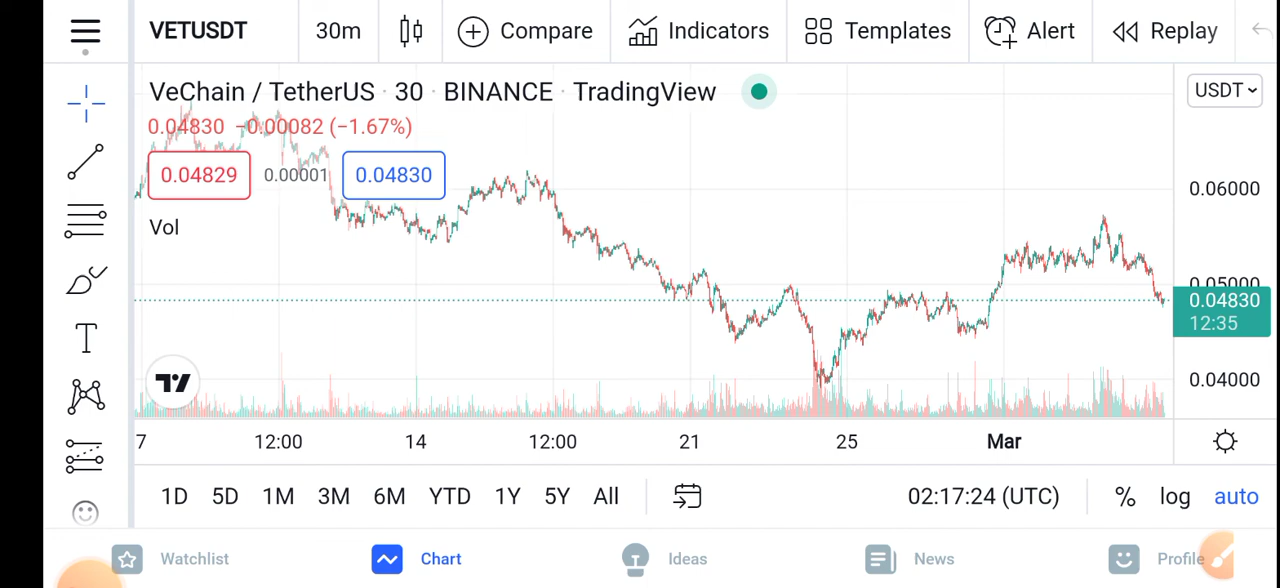 VETUSDT 30m Compare Indicators Templates Alert Replay
VeChain / TetherUS · 30 · BINANCE · TradingView
USDT
0.04830 −0.00082 (−1.67%)
0.04829 0.00001 0.04830
0.06000
Vol
0.05000
0.04830
12:35
0.04000
7 12:00 14 12:00 21 25 Mar
1D 5D 1M 3M 6M YTD 1Y 5Y All 02:17:24 (UTC) % log auto
Watchlist Chart Ideas News Profile